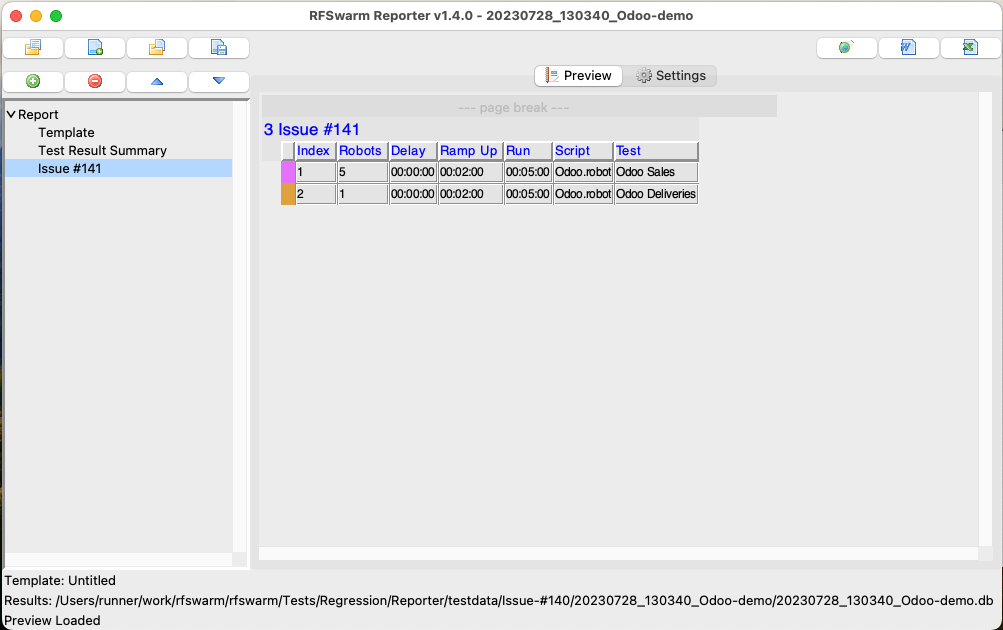 RFSwarm Reporter v1.4.0 - 20230728_130340_Odoo-demo
Preview
Settings
Report
Template
Test Result Summary
Issue #141
--- page break ---
3 Issue #141
Index Robots Delay Ramp Up Run Script Test
1 5 00:00:00 00:02:00 00:05:00 Odoo.robot Odoo Sales
2 1 00:00:00 00:02:00 00:05:00 Odoo.robot Odoo Deliveries
Template: Untitled
Results: /Users/runner/work/rfswarm/rfswarm/Tests/Regression/Reporter/testdata/Issue-#140/20230728_130340_Odoo-demo/20230728_130340_Odoo-demo.db
Preview Loaded